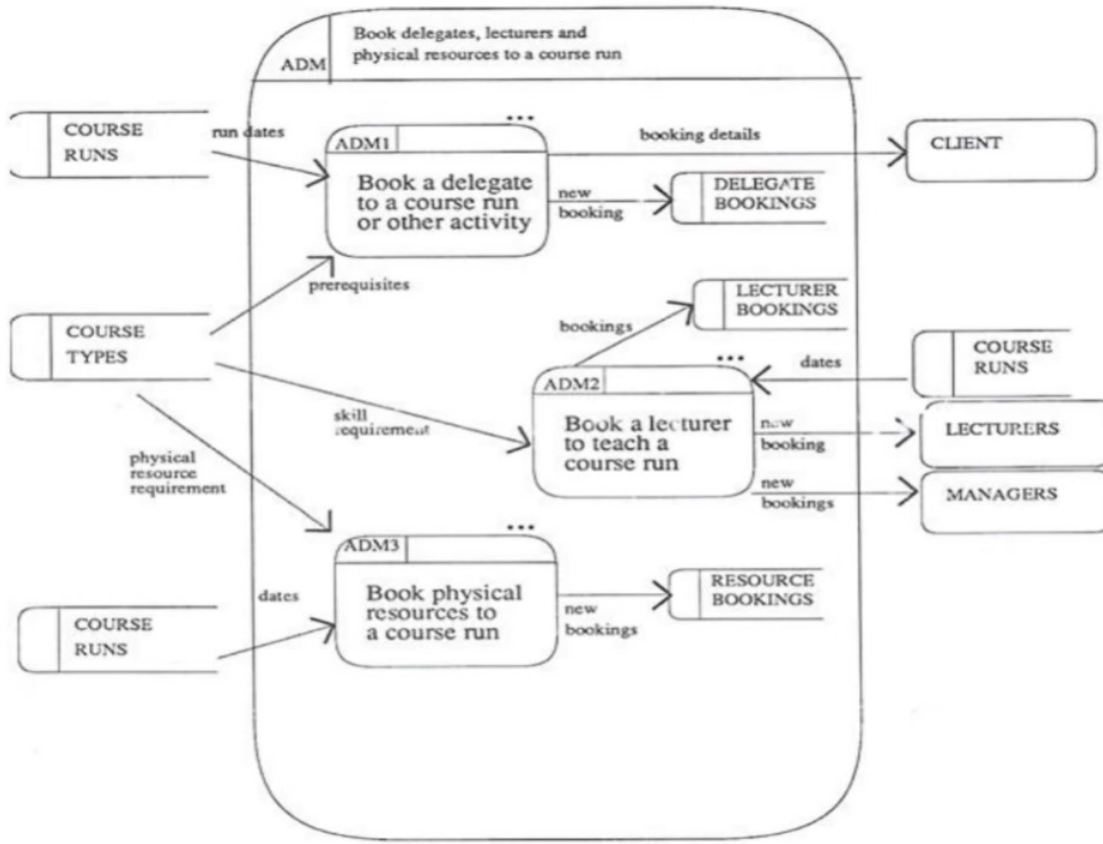 Book delegates, lecturers and
physical resources to a course run
ADM
COURSE
RUNS
run dates
ADM1
Book a delegate
to a course run
or other activity
booking details
CLIENT
new
booking
DELEGATE
BOOKINGS
prerequisites
COURSE
TYPES
bookings
LECTURER
BOOKINGS
dates
COURSE
RUNS
skill
requirement
ADM2
Book a lecturer
to teach a
course run
new
booking
LECTURERS
new
bookings
MANAGERS
physical
resource
requirement
ADM3
Book physical
resources to
a course run
dates
COURSE
RUNS
new
bookings
RESOURCE
BOOKINGS